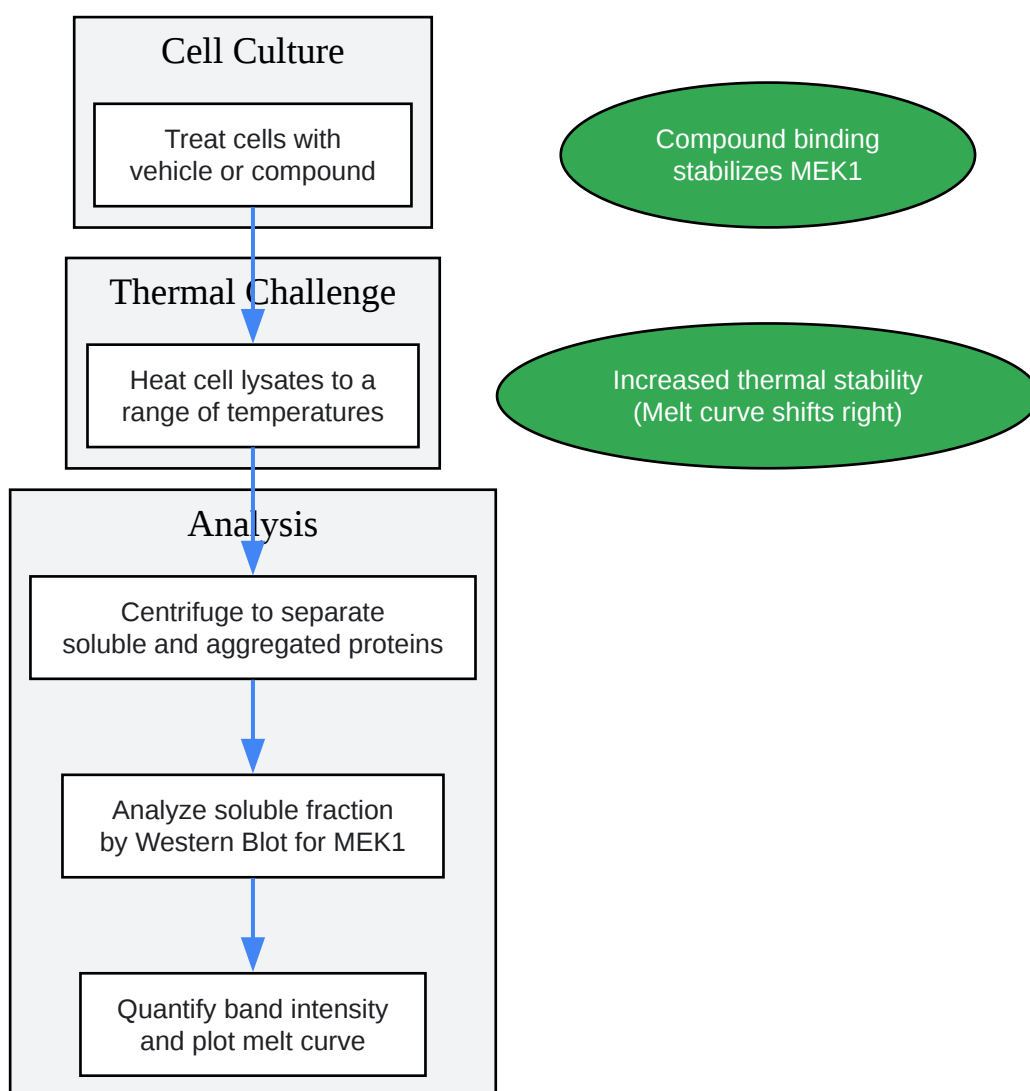 Cell Culture
Treat cells with
vehicle or compound
Compound binding
stabilizes MEK1
Thermal Challenge
Heat cell lysates to a
range of temperatures
Increased thermal stability
(Melt curve shifts right)
Analysis
Centrifuge to separate
soluble and aggregated proteins
Analyze soluble fraction
by Western Blot for MEK1
Quantify band intensity
and plot melt curve